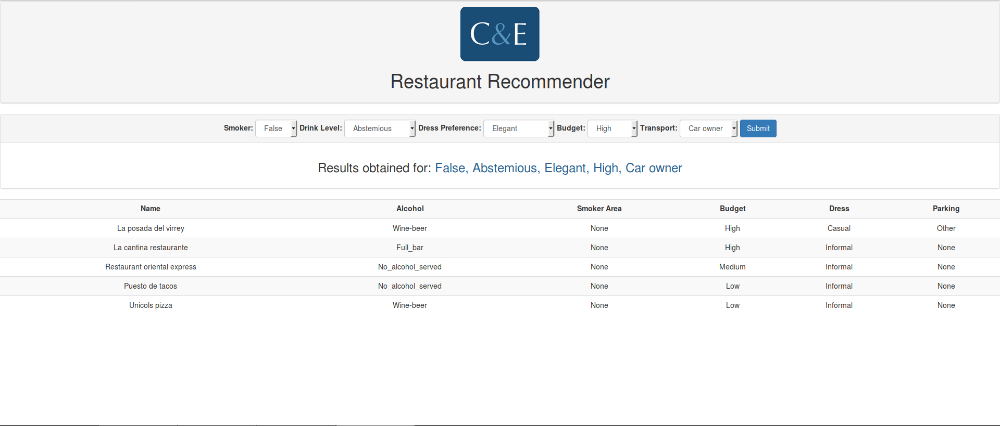 C&E
Restaurant Recommender
Smoker: False Drink Level: Abstemious Dress Preference: Elegant Budget: High Transport: Car owner Submit
Results obtained for: False, Abstemious, Elegant, High, Car owner
Name Alcohol Smoker Area Budget Dress Parking
La posada del virrey Wine-beer None High Casual Other
La cantina restaurante Full_bar None High Informal None
Restaurant oriental express No_alcohol_served None Medium Informal None
Puesto de tacos No_alcohol_served None Low Informal None
Unicols pizza Wine-beer None Low Informal None